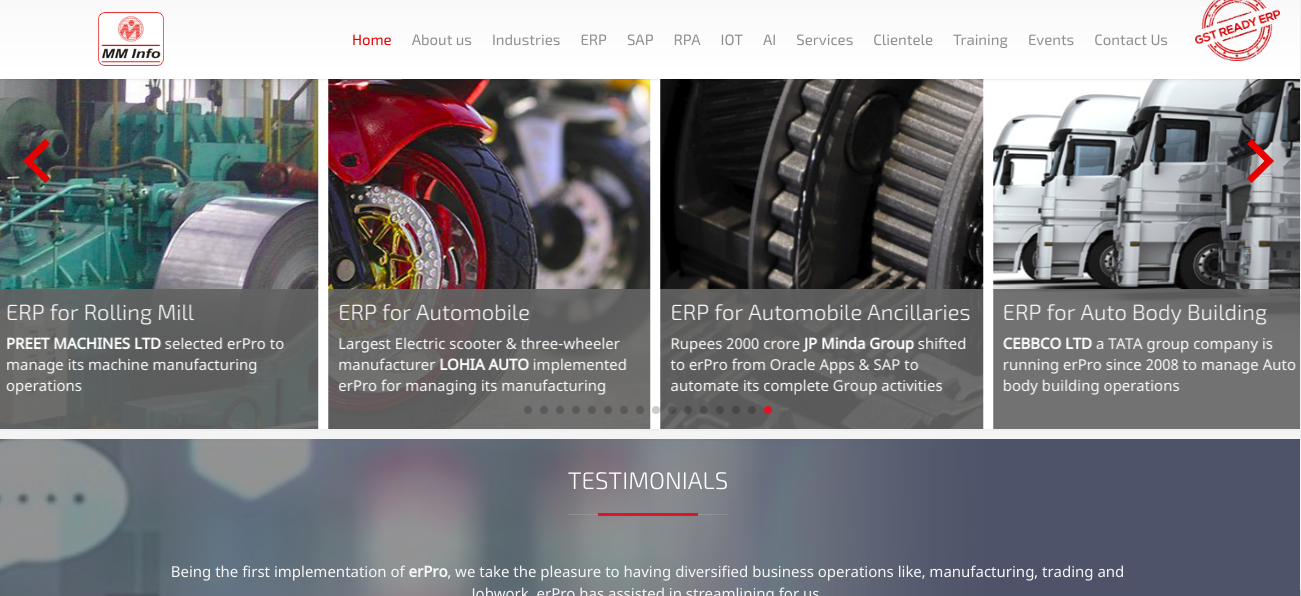 MM Info
Home About us Industries ERP SAP RPA IOT AI Services Clientele Training Events Contact Us
GST READY ERP
ERP for Rolling Mill
PREET MACHINES LTD selected erPro to
manage its machine manufacturing
operations
ERP for Automobile
Largest Electric scooter & three-wheeler
manufacturer LOHIA AUTO implemented
erPro for managing its manufacturing
ERP for Automobile Ancillaries
Rupees 2000 crore JP Minda Group shifted
to erPro from Oracle Apps & SAP to
automate its complete Group activities
ERP for Auto Body Building
CEBBCO LTD a TATA group company is
running erPro since 2008 to manage Auto
body building operations
TESTIMONIALS
Being the first implementation of erPro, we take the pleasure to having diversified business operations like, manufacturing, trading and
Jobwork. erPro has assisted in streamlining for us